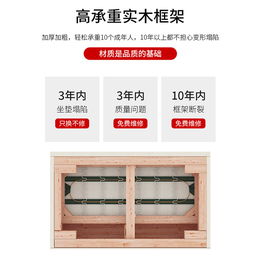 高承重实木框架
加厚加粗，轻松承重10个成年人，10年以上都不担心变形塌陷
材质是品质的基础
3年内 3年内 10年内
坐垫塌陷 质量问题 框架断裂
只换不修 免费维修 免费维修